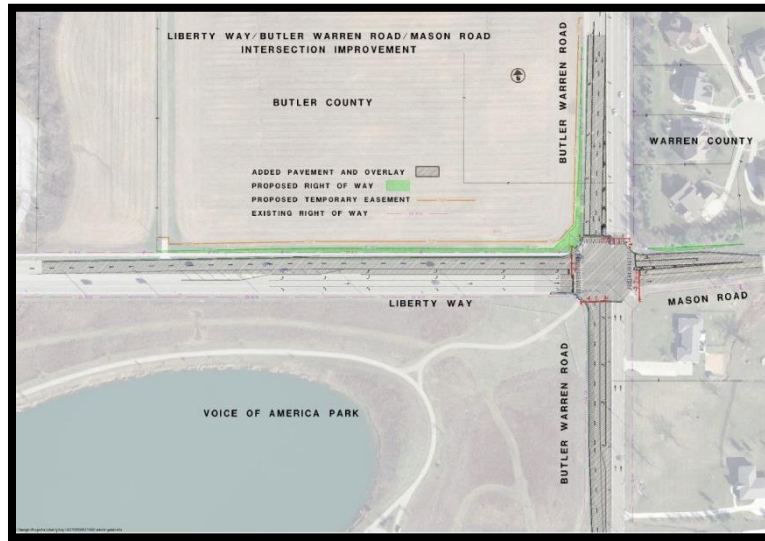 LIBERTY WAY/BUTLER WARREN ROAD/MASON ROAD
INTERSECTION IMPROVEMENT
BUTLER COUNTY
BUTLER WARREN ROAD
WARREN COUNTY
ADDED PAVEMENT AND OVERLAY
PROPOSED RIGHT OF WAY
PROPOSED TEMPORARY EASEMENT
EXISTING RIGHT OF WAY
LIBERTY WAY
MASON ROAD
BUTLER WARREN ROAD
VOICE OF AMERICA PARK